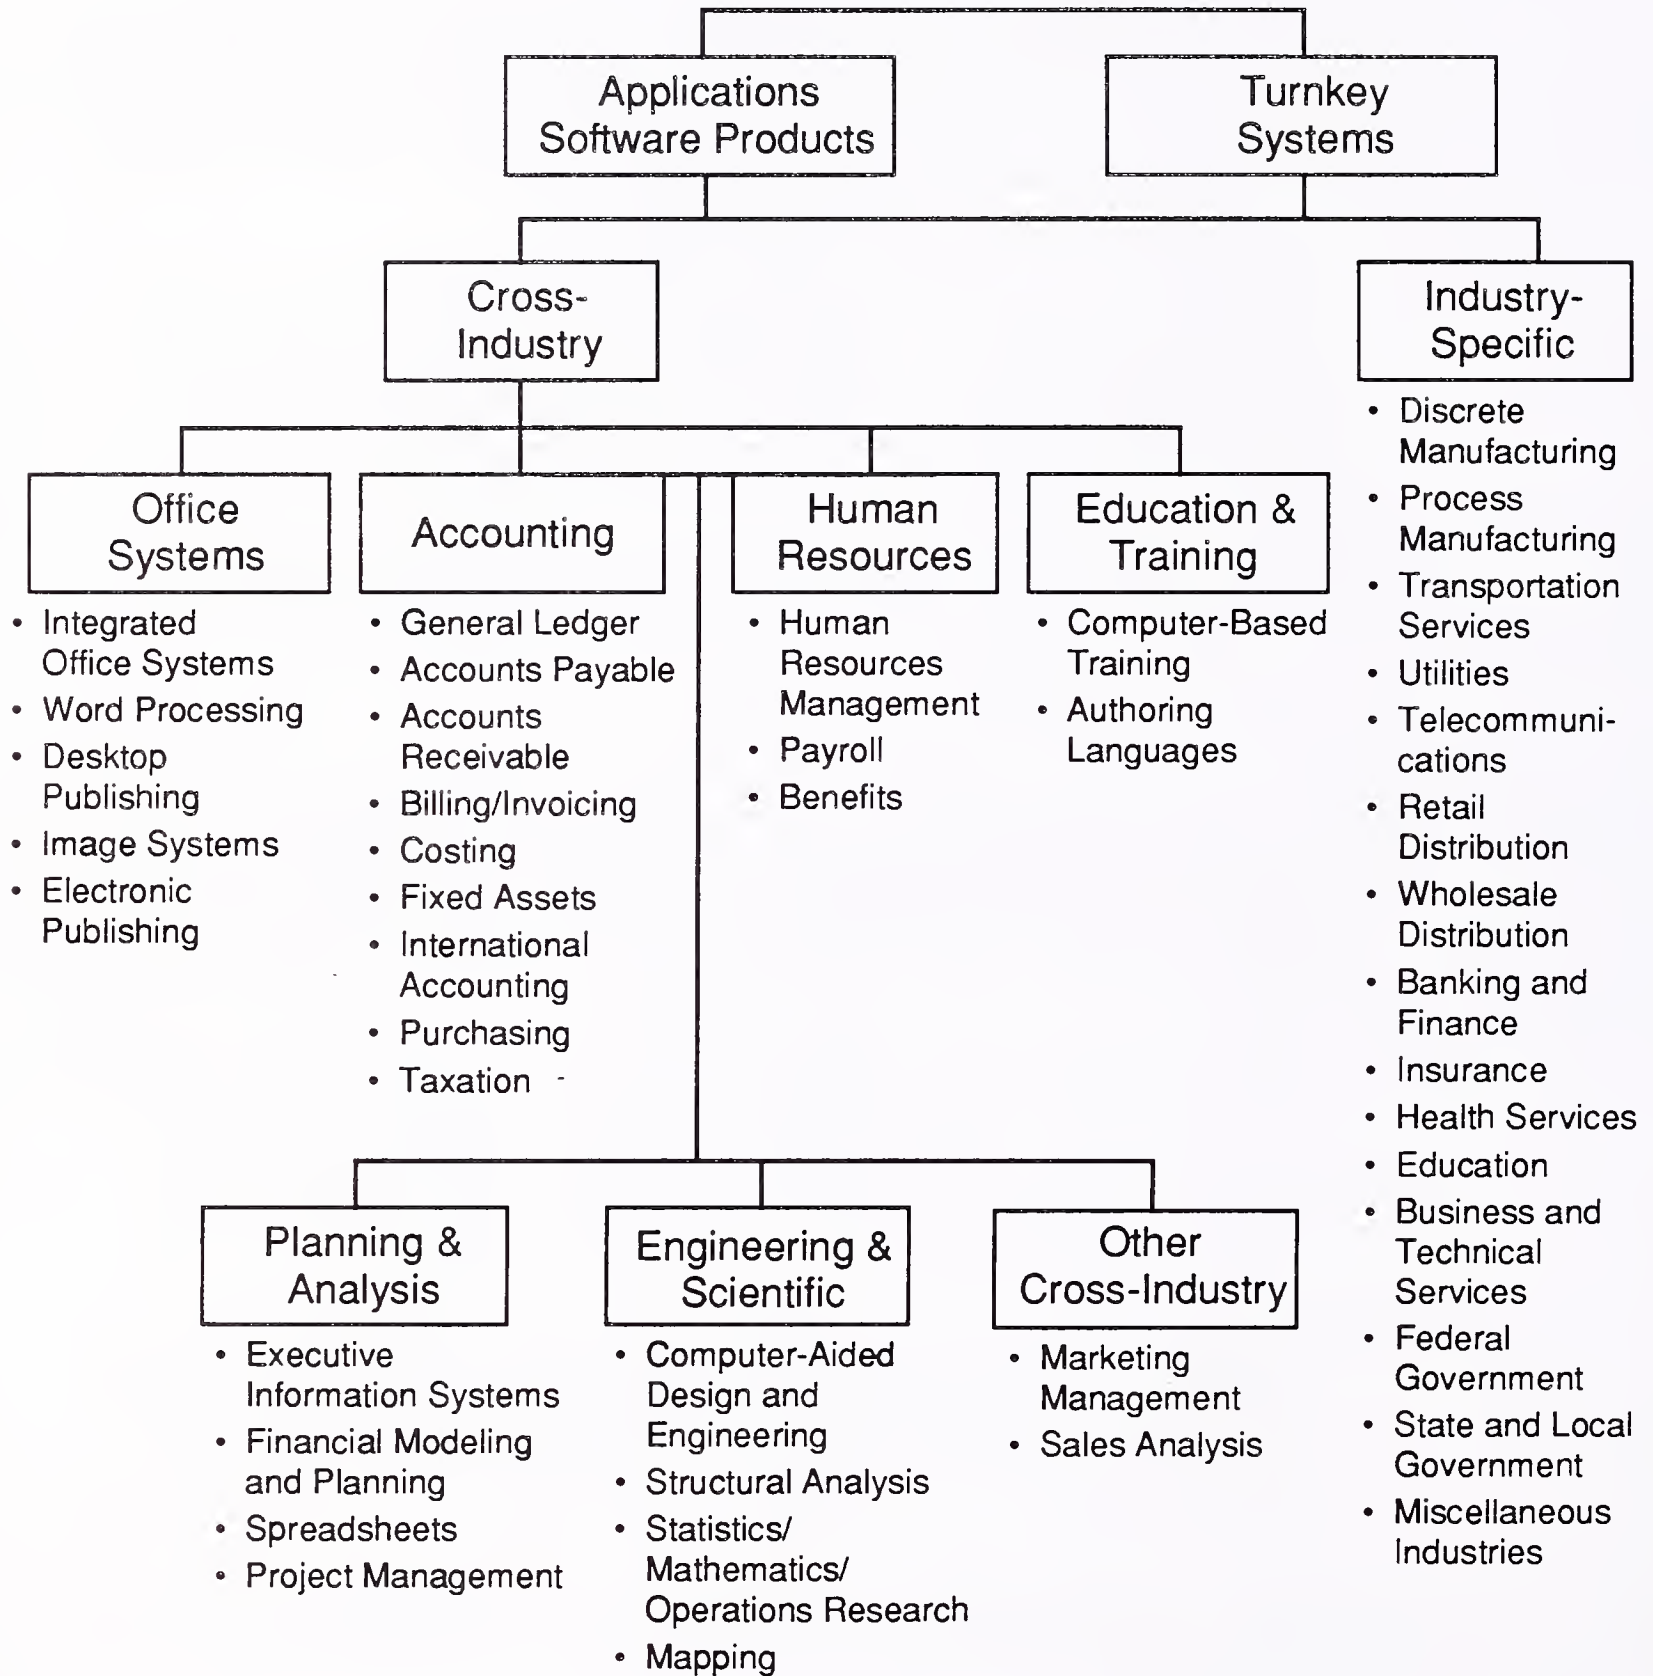 Applications
Software Products
Turnkey
Systems
Cross-
Industry
Industry-
Specific
• Discrete
Manufacturing
• Process
Manufacturing
• Transportation
Services
• Utilities
• Telecommuni-
cations
• Retail
Distribution
• Wholesale
Distribution
• Banking and
Finance
• Insurance
• Health Services
• Education
• Business and
Technical
Services
• Federal
Government
• State and Local
Government
• Miscellaneous
Industries
Office
Systems
• Integrated
Office Systems
• Word Processing
• Desktop
Publishing
• Image Systems
• Electronic
Publishing
Accounting
• General Ledger
• Accounts Payable
• Accounts
Receivable
• Billing/Invoicing
• Costing
• Fixed Assets
• International
Accounting
• Purchasing
• Taxation
Human
Resources
• Human
Resources
Management
• Payroll
• Benefits
Education &
Training
• Computer-Based
Training
• Authoring
Languages
Planning &
Analysis
• Executive
Information Systems
• Financial Modeling
and Planning
• Spreadsheets
• Project Management
Engineering &
Scientific
• Computer-Aided
Design and
Engineering
• Structural Analysis
• Statistics/
Mathematics/
Operations Research
• Mapping
Other
Cross-Industry
• Marketing
Management
• Sales Analysis